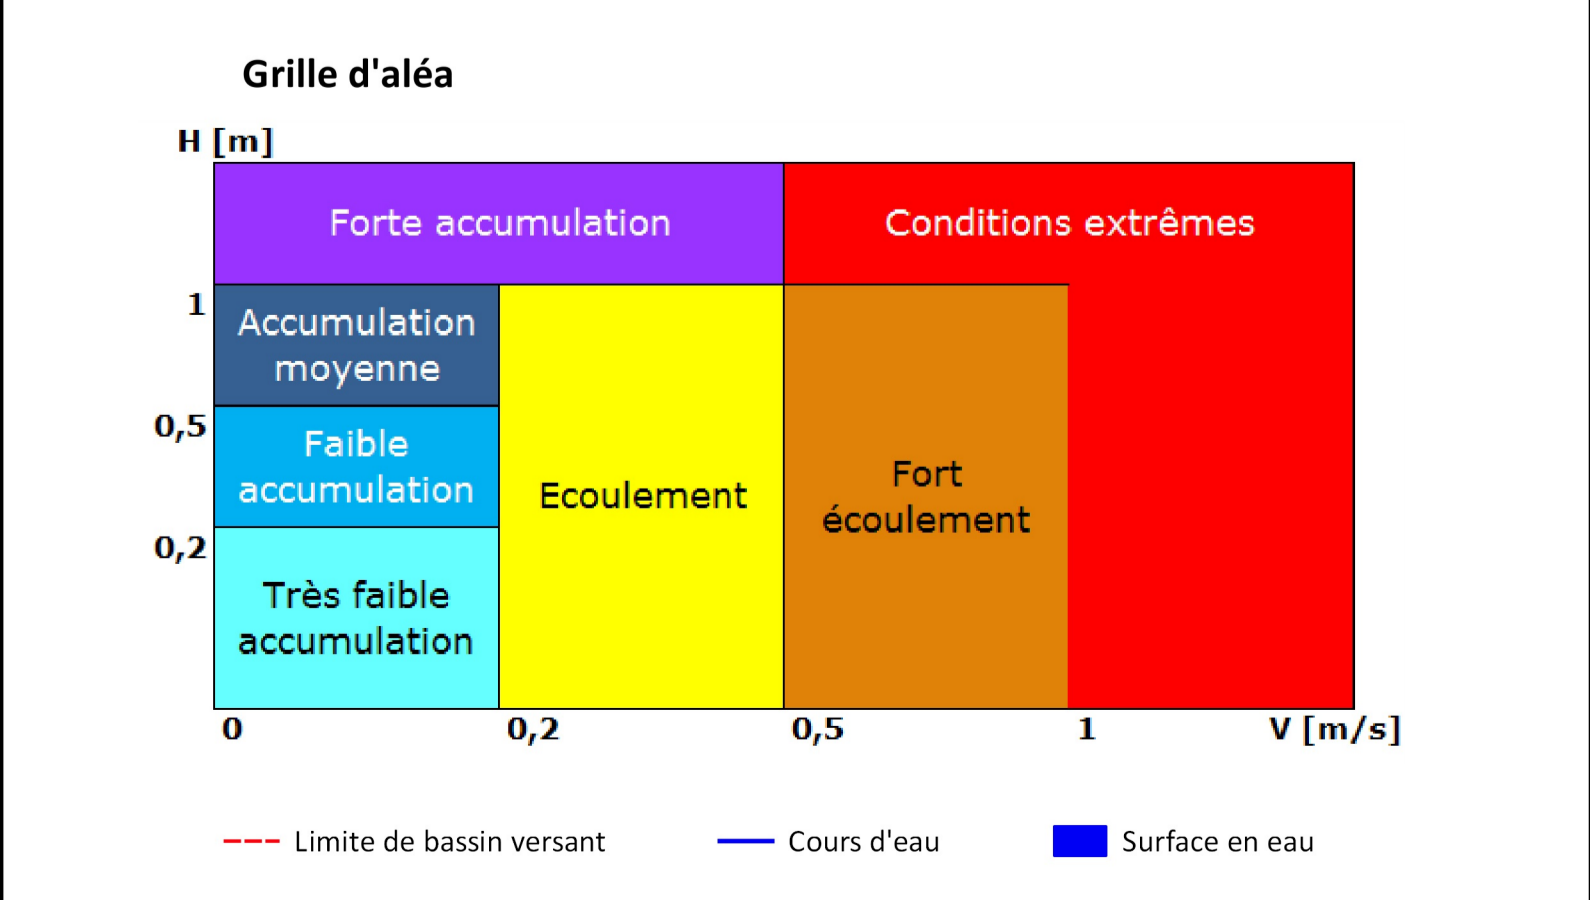 Grille d'aléa
H [m]
Forte accumulation
Conditions extrêmes
1
Accumulation
moyenne
0,5
Faible
accumulation
Ecoulement
Fort
écoulement
0,2
Très faible
accumulation
0
0,2
0,5
1
V [m/s]
Limite de bassin versant
Cours d'eau
Surface en eau